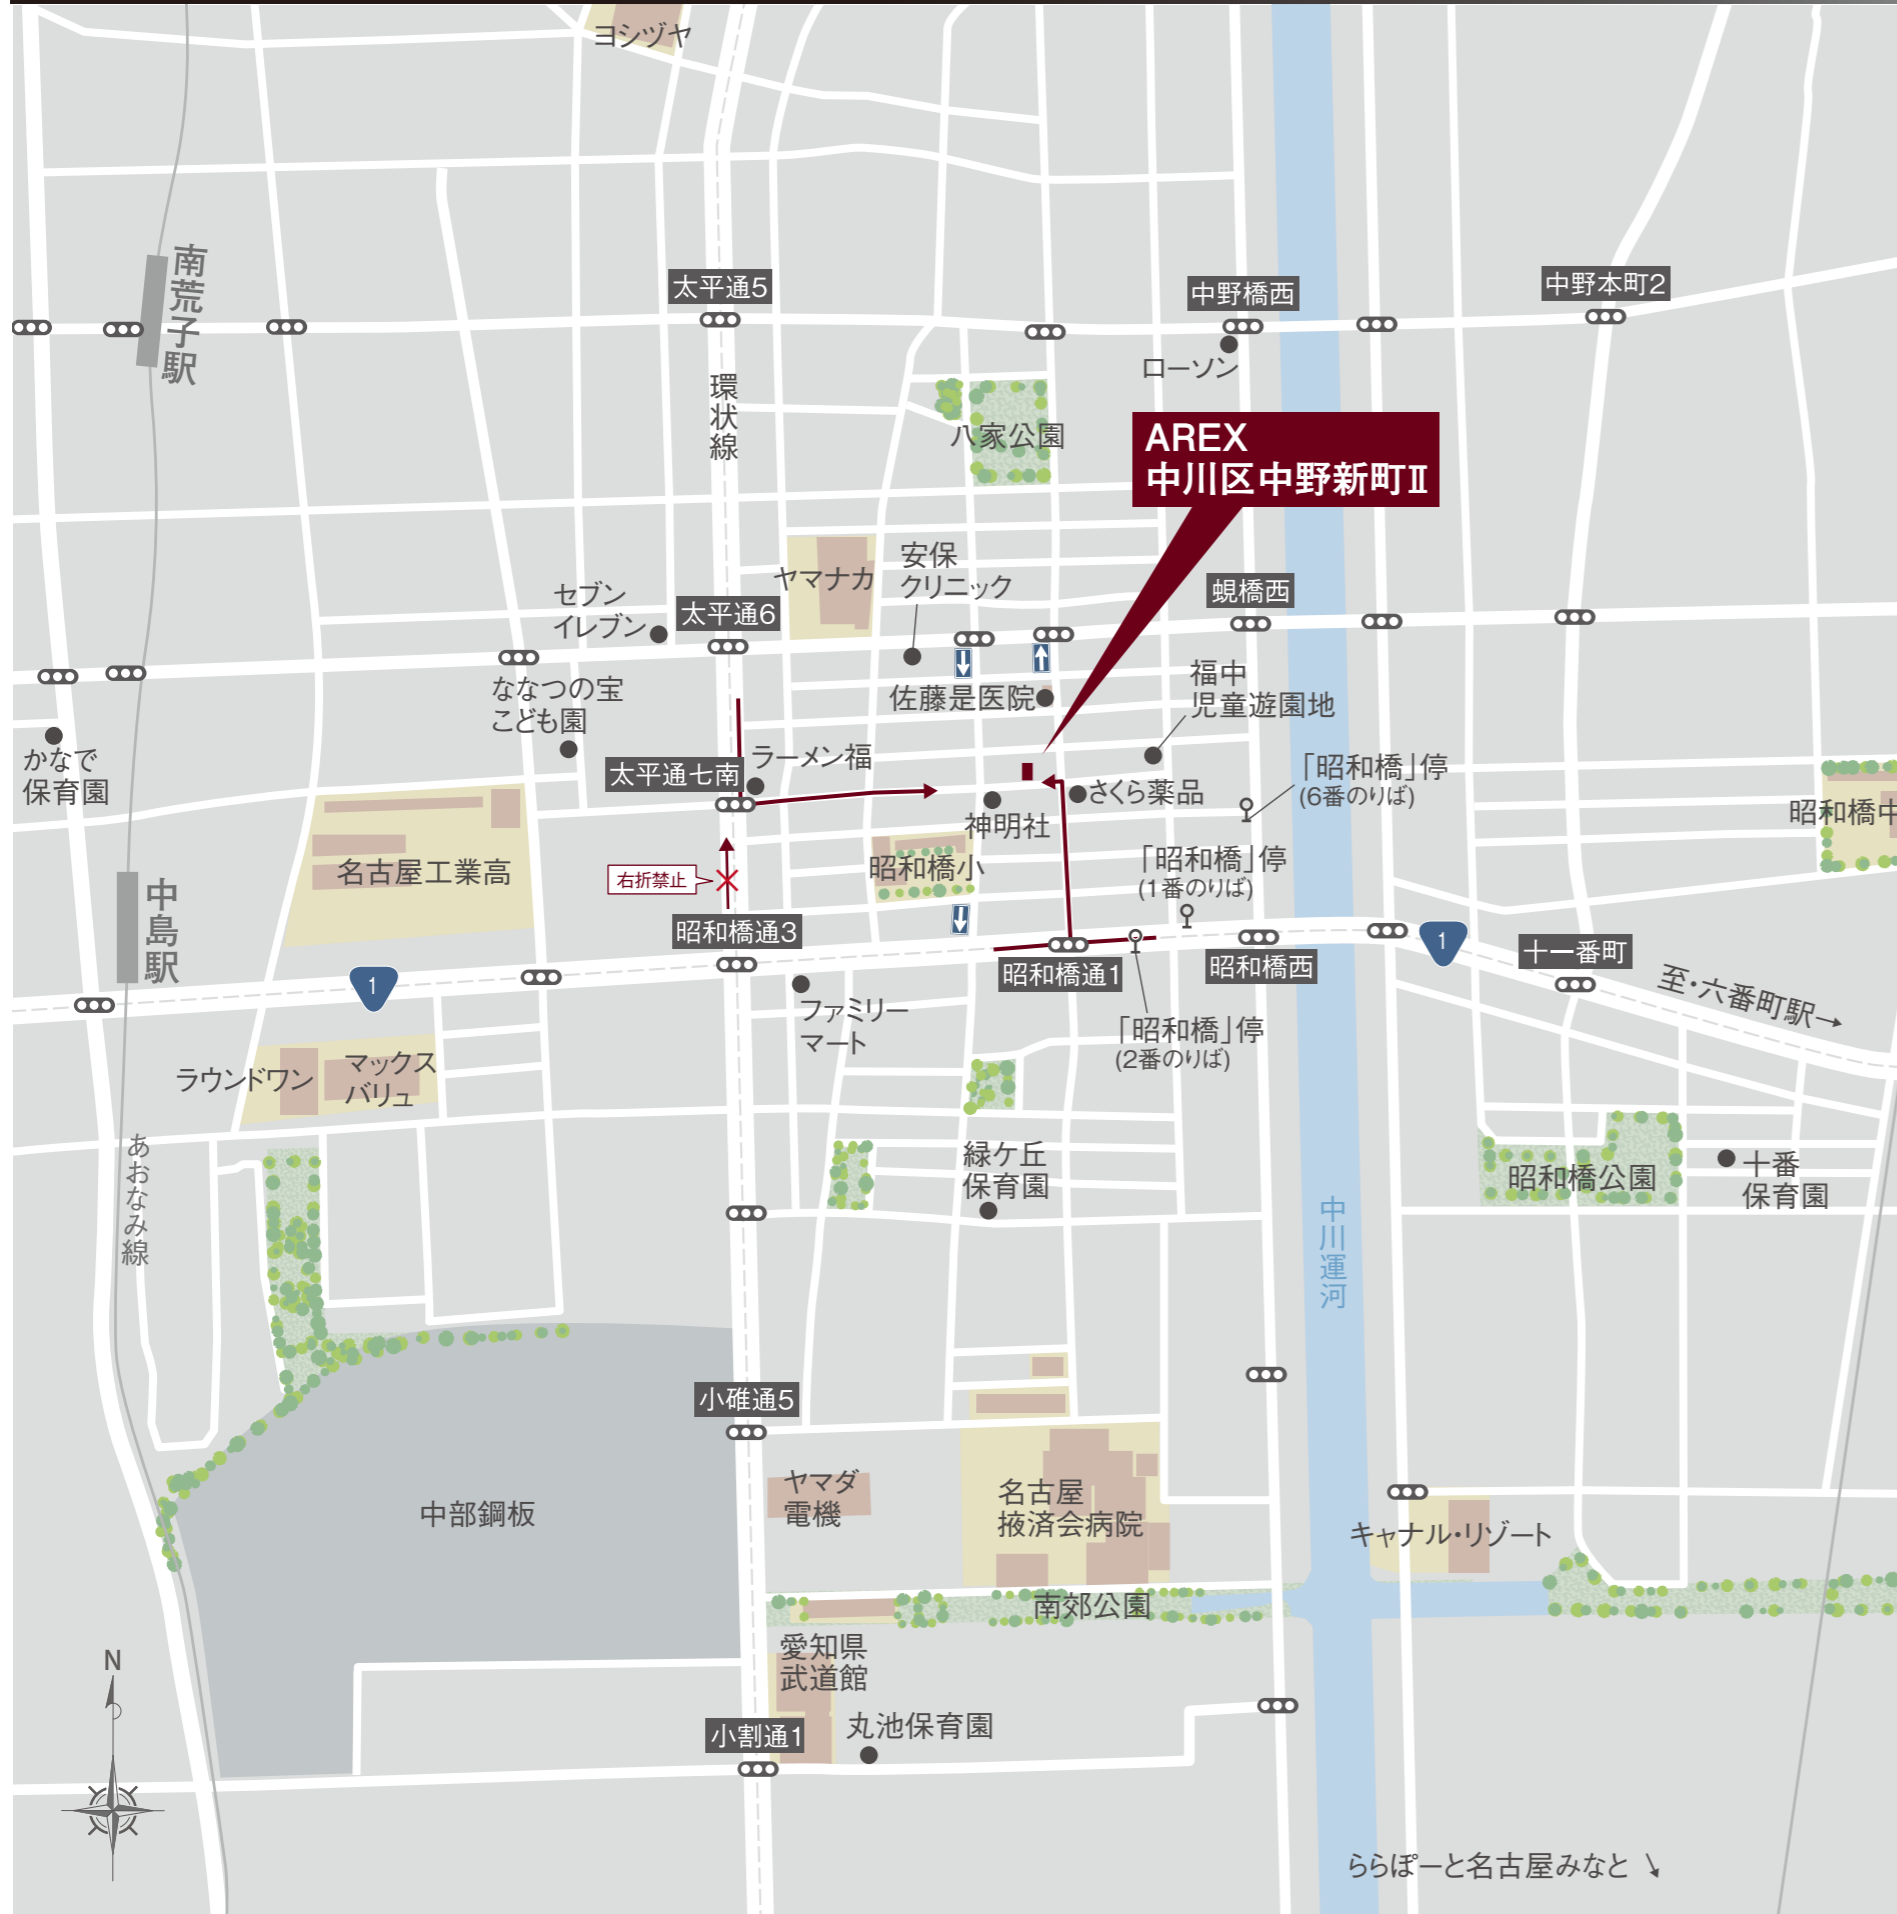 ヨシヅヤ
南荒子駅
太平通5
中野橋西
中野本町2
ローソン
環状線
八家公園
AREX
中川区中野新町Ⅱ
安保
クリニック
ヤマナカ
セブン
イレブン
太平通6
蜆橋西
ななつの宝
こども園
佐藤是医院
福中
児童遊園地
かなで
保育園
太平通七南
ラーメン福
「昭和橋」停
(6番のりば)
さくら薬品
神明社
昭和橋中
名古屋工業高
右折禁止
昭和橋小
「昭和橋」停
(1番のりば)
中島駅
昭和橋通3
昭和橋通1
昭和橋西
1
十一番町
1
至・六番町駅→
ファミリー
マート
「昭和橋」停
(2番のりば)
ラウンドワン
マックス
バリュ
あおなみ線
緑ケ丘
保育園
昭和橋公園
十番
保育園
中川運河
小碓通5
中部鋼板
ヤマダ
電機
名古屋
掖済会病院
キャナル・リゾート
南郊公園
愛知県
武道館
N
小割通1
丸池保育園
ららぽーと名古屋みなと ↘